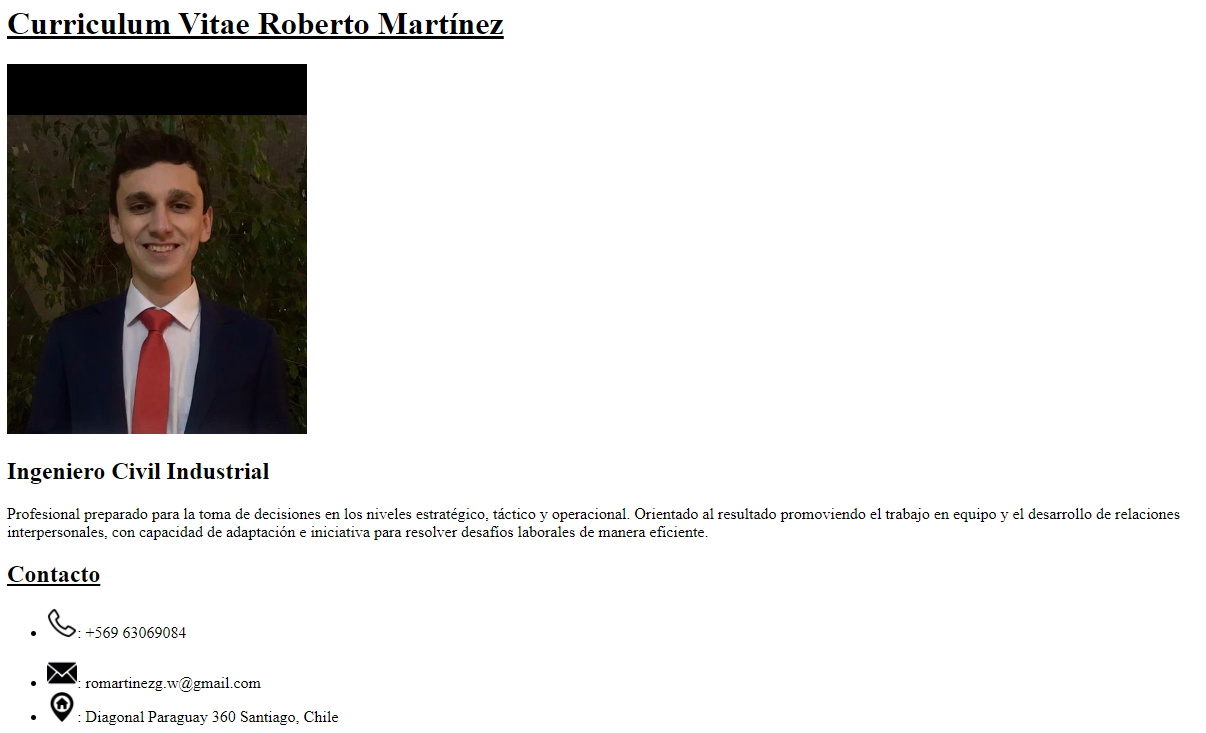 Curriculum Vitae Roberto Martínez
Ingeniero Civil Industrial
Profesional preparado para la toma de decisiones en los niveles estratégico, táctico y operacional. Orientado al resultado promoviendo el trabajo en equipo y el desarrollo de relaciones
interpersonales, con capacidad de adaptación e iniciativa para resolver desafíos laborales de manera eficiente.
Contacto
: +569 63069084
: romartinezg.w@gmail.com
: Diagonal Paraguay 360 Santiago, Chile